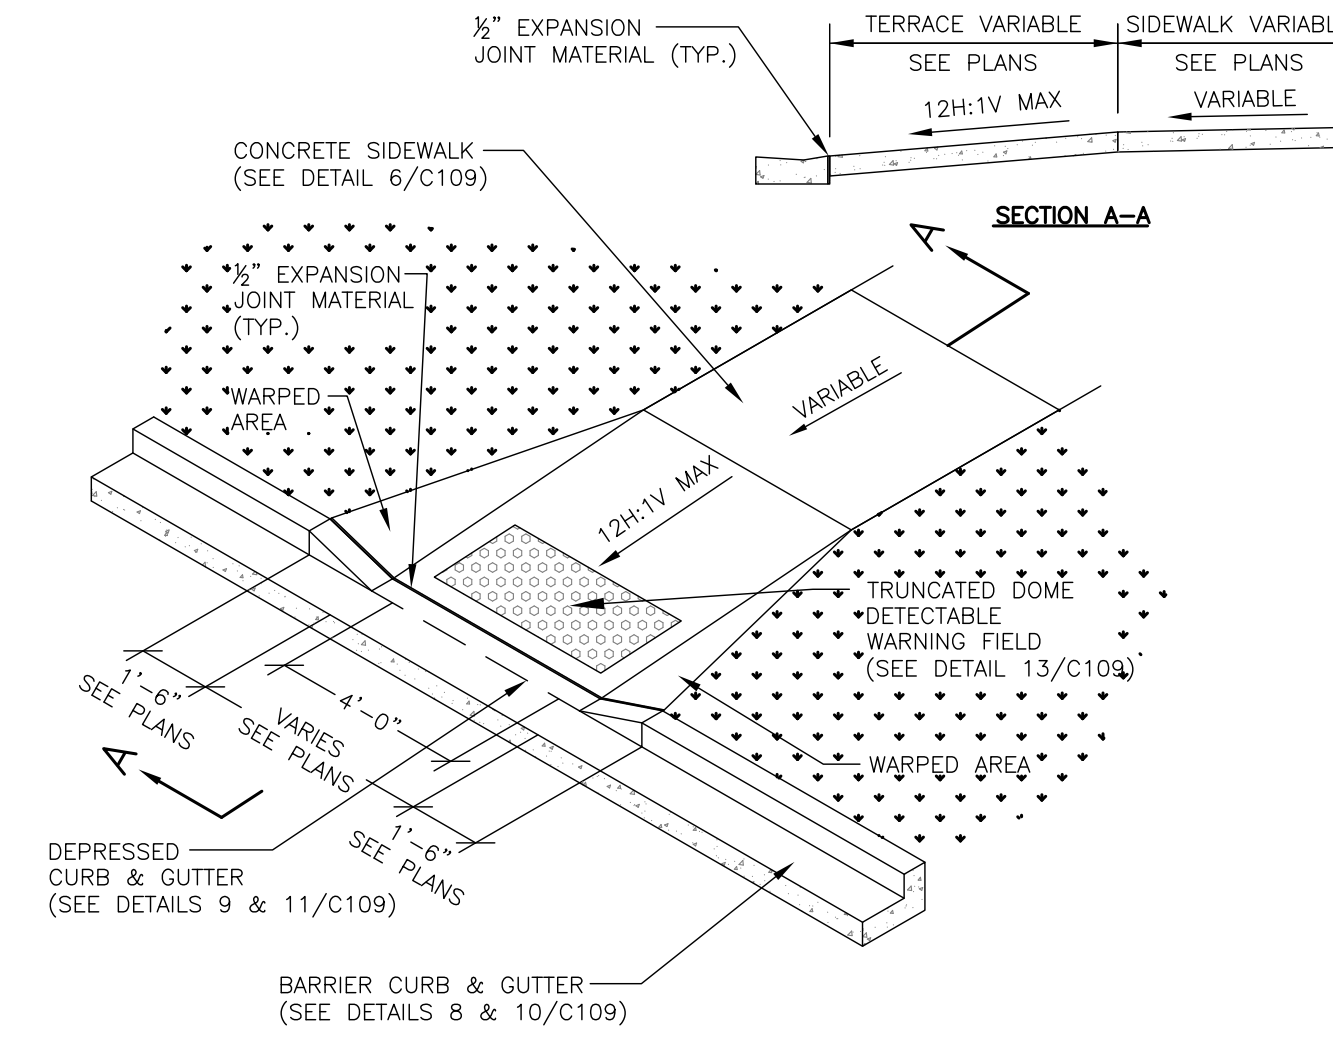 ½" EXPANSION
JOINT MATERIAL (TYP.)
TERRACE VARIABLE
SEE PLANS
SIDEWALK VARIABL
SEE PLANS
12H:1V MAX
VARIABLE
SECTION A-A
CONCRETE SIDEWALK
(SEE DETAIL 6/C109)
A
½" EXPANSION
JOINT MATERIAL
(TYP.)
WARPED
AREA
VARIABLE
12H:1V MAX
TRUNCATED DOME
DETECTABLE
WARNING FIELD
(SEE DETAIL 13/C109)
1'-6"
SEE PLANS
VARIES
SEE PLANS
4'-0"
1'-6"
SEE PLANS
A
WARPED AREA
DEPRESSED
CURB & GUTTER
(SEE DETAILS 9 & 11/C109)
BARRIER CURB & GUTTER
(SEE DETAILS 8 & 10/C109)